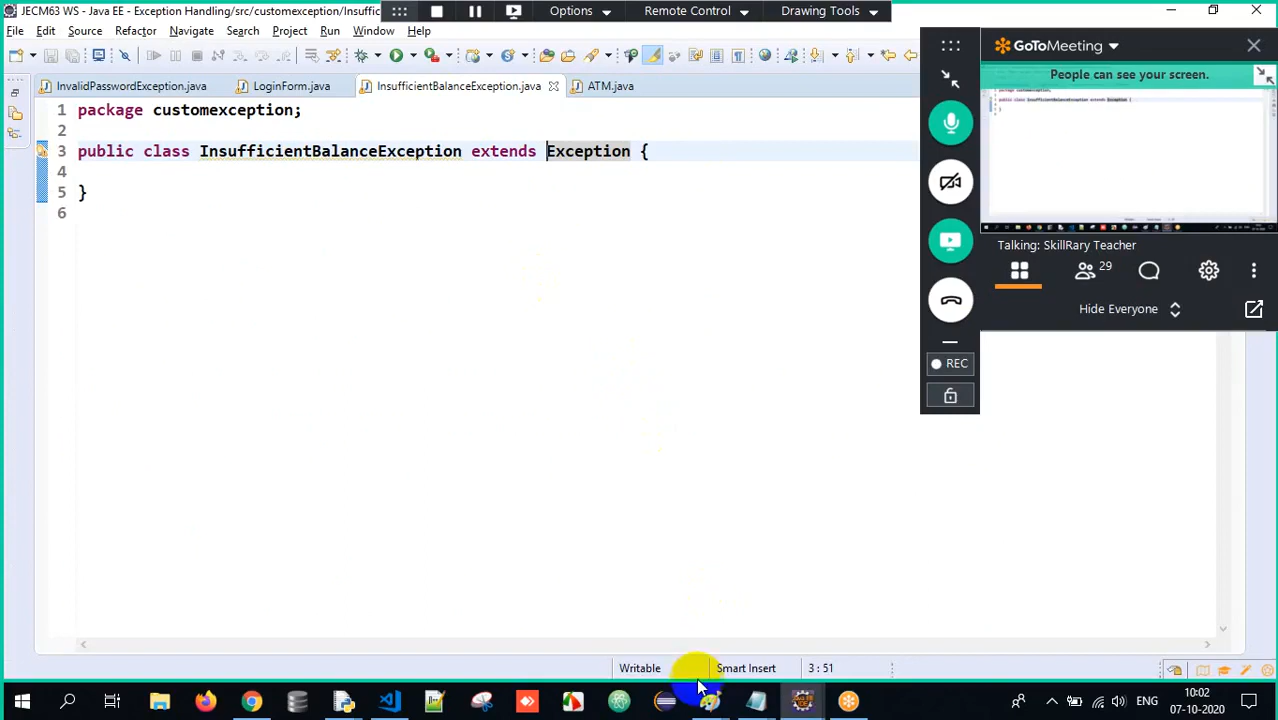 JECM63 WS - Java EE - Exception Handling/src/customexception/Insuffic
Options
Remote Control
Drawing Tools
File Edit Source Refactor Navigate Search Project Run Window Help
GoToMeeting
People can see your screen.
InvalidPasswordException.java
LoginForm.java
InsufficientBalanceException.java
ATM.java
1 package customexception;
2
3 public class InsufficientBalanceException extends Exception {
4
5 }
6
Talking: SkillRary Teacher
29
Hide Everyone
REC
Writable
Smart Insert
3 : 51
ENG
10:02
07-10-2020